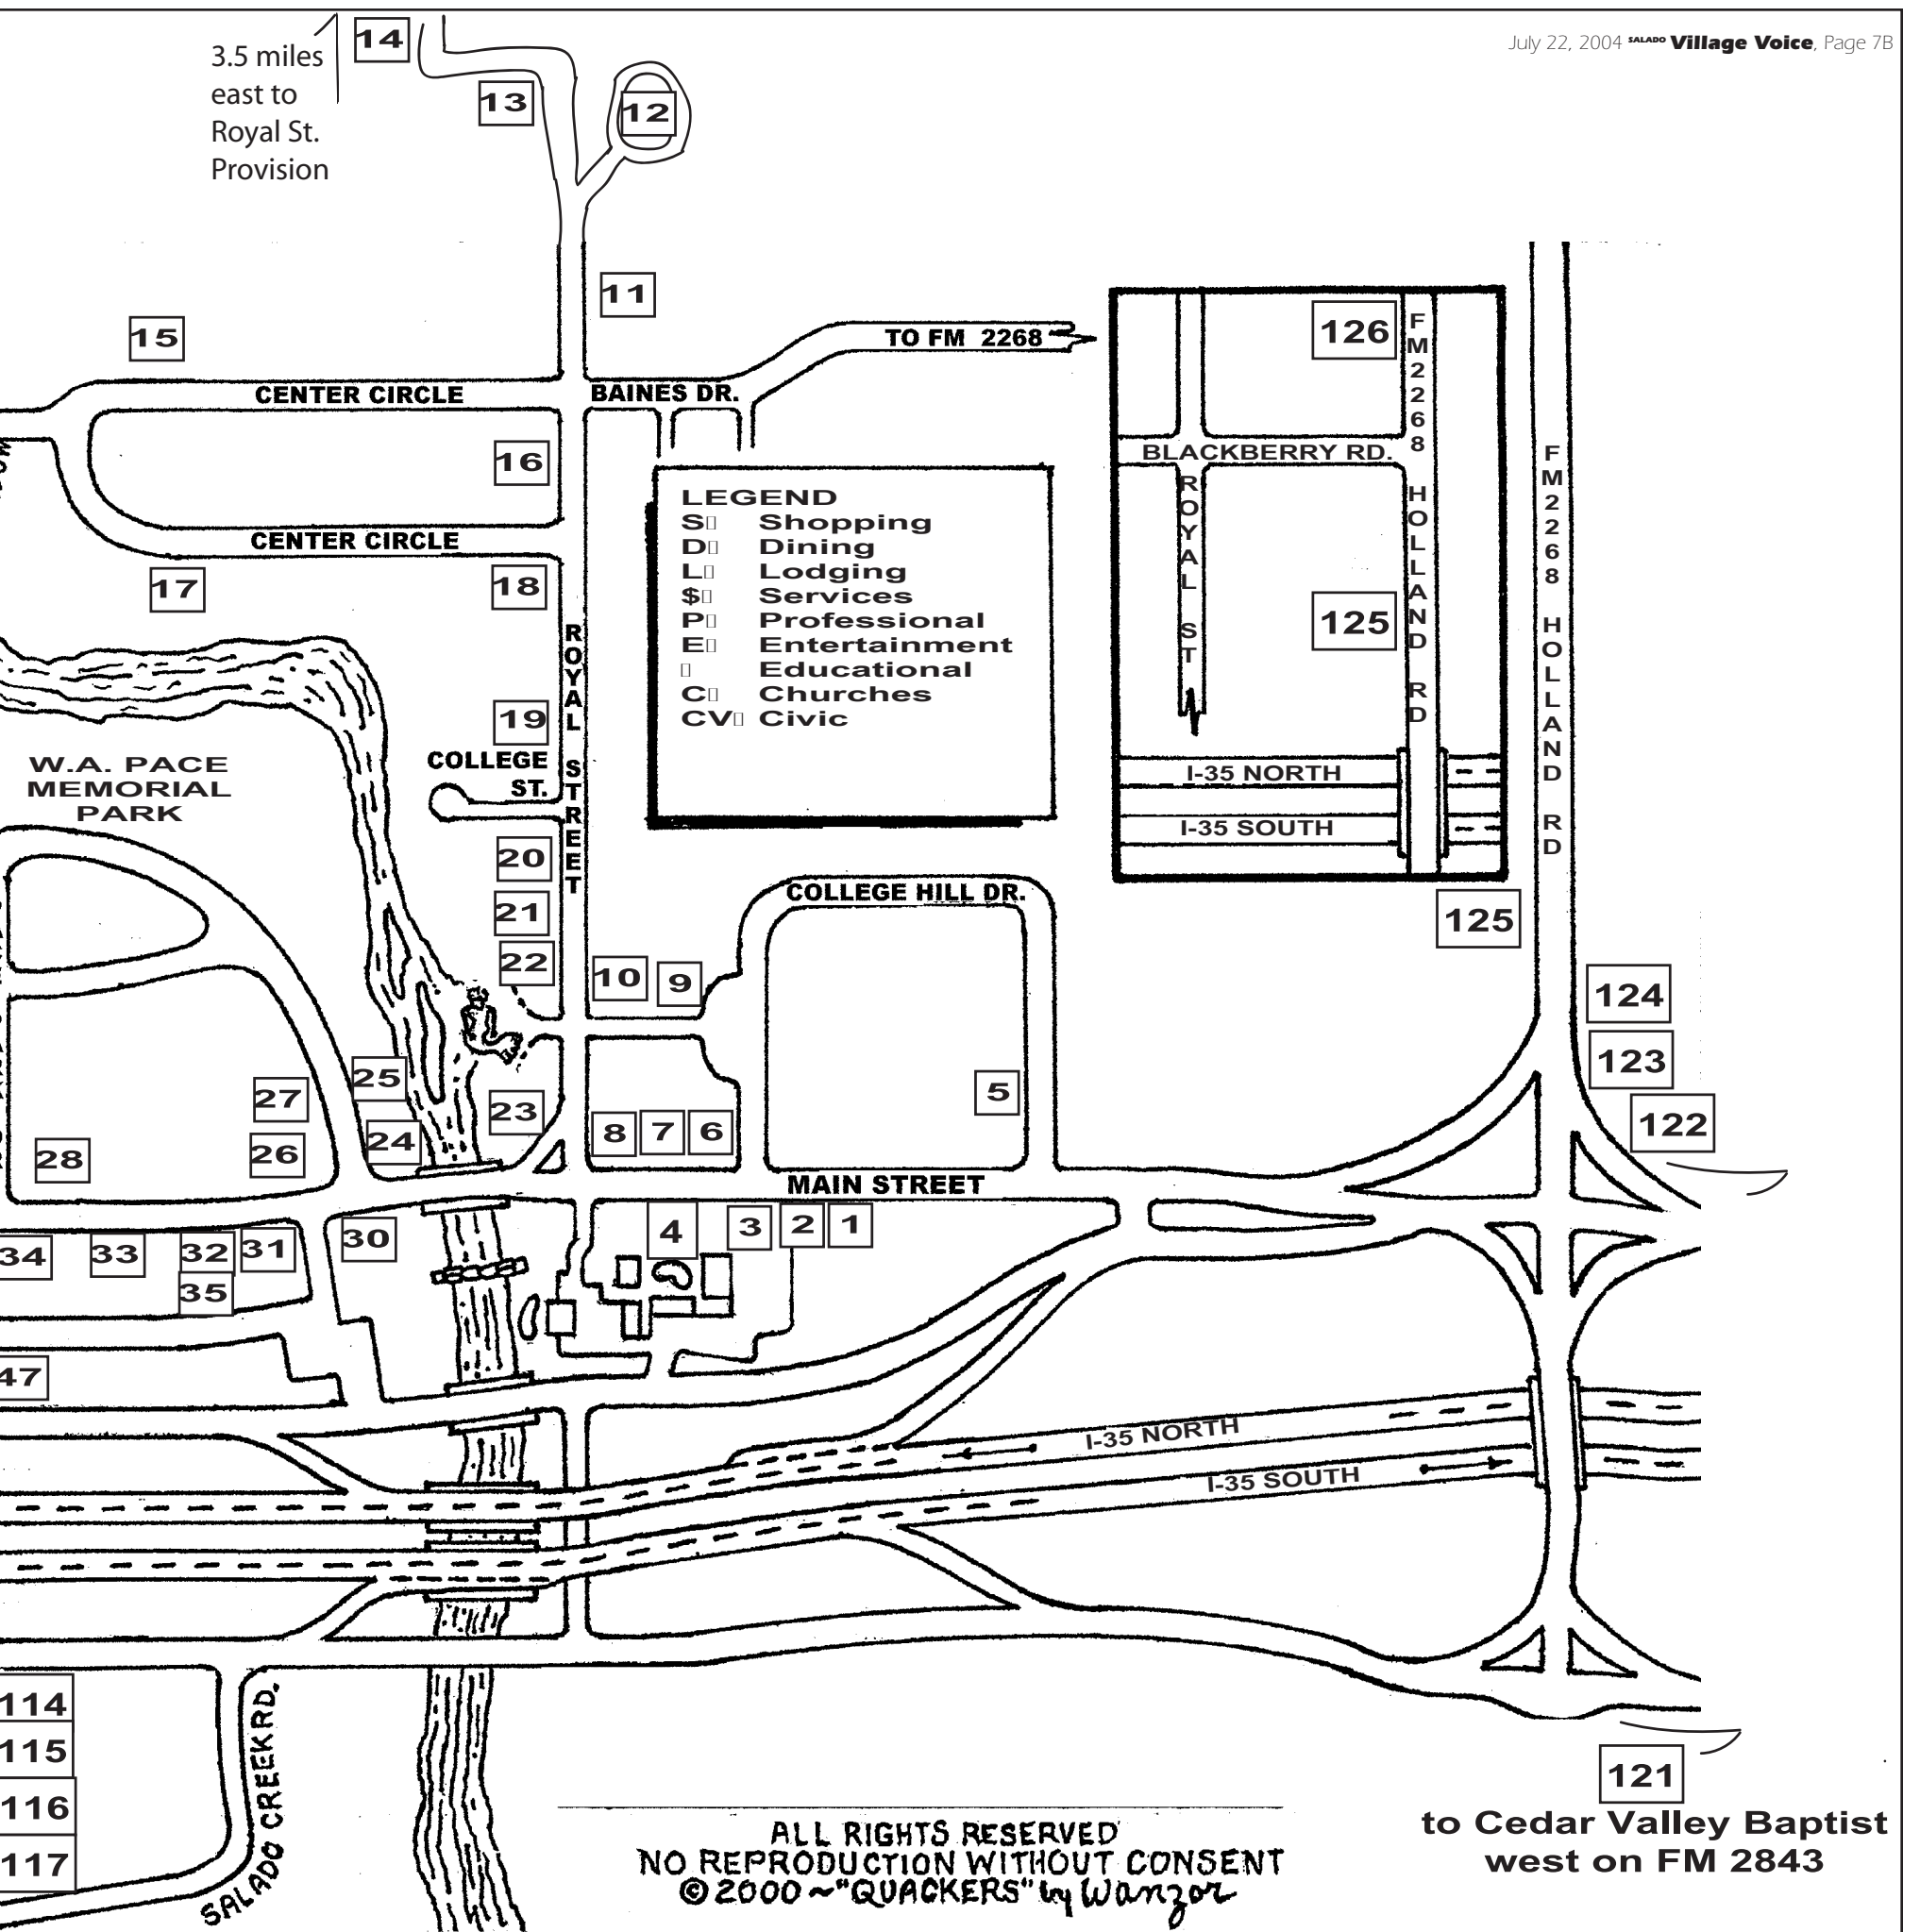 July 22, 2004 SALADO Village Voice, Page 7B
3.5 miles
east to
Royal St.
Provision
14
13
12
11
15
TO FM 2268
CENTER CIRCLE
BAINES DR.
16
CENTER CIRCLE
17
18
ROYAL STREET
19
COLLEGE
ST.
20
21
22
LEGEND
S Shopping
D Dining
L Lodging
$ Services
P Professional
E Entertainment
Educational
C Churches
CV Civic
126
FM2268 HOLLAND RD
BLACKBERRY RD.
ROYAL ST
125
I-35 NORTH
I-35 SOUTH
FM2268 HOLLAND RD
W.A. PACE
MEMORIAL
PARK
COLLEGE HILL DR.
125
124
123
122
10
9
5
8
7
6
23
25
24
27
26
28
MAIN STREET
4
3
2
1
30
31
32
33
34
35
47
I-35 NORTH
I-35 SOUTH
114
115
116
117
SALADO CREEK RD.
121
to Cedar Valley Baptist
west on FM 2843
ALL RIGHTS RESERVED
NO REPRODUCTION WITHOUT CONSENT
© 2000 ~ "QUACKERS" by Wanzor